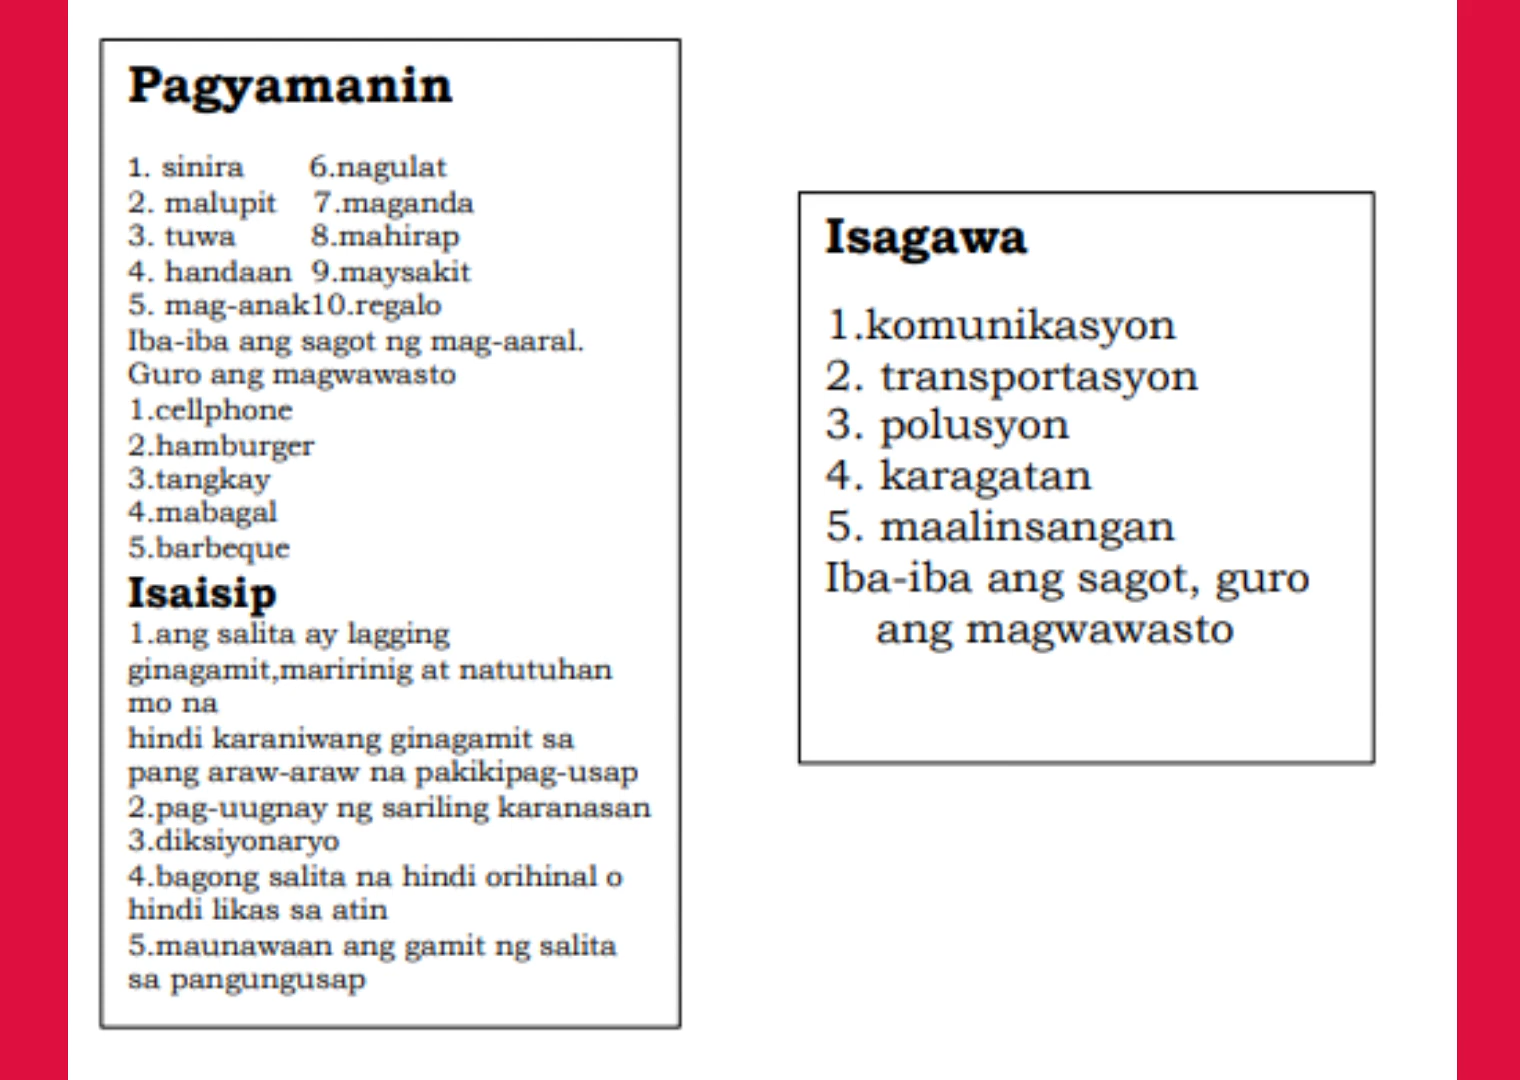 Pagyamanin
1. sinira 6.nagulat
2. malupit 7.maganda
3. tuwa 8.mahirap
4. handaan 9.maysakit
5. mag-anak10.regalo
Iba-iba ang sagot ng mag-aaral.
Guro ang magwawasto
1.cellphone
2.hamburger
3.tangkay
4.mabagal
5.barbeque
Isaisip
1.ang salita ay lagging
ginagamit,maririnig at natutuhan
mo na
hindi karaniwang ginagamit sa
pang araw-araw na pakikipag-usap
2.pag-uugnay ng sariling karanasan
3.diksiyonaryo
4.bagong salita na hindi orihinal o
hindi likas sa atin
5.maunawaan ang gamit ng salita
sa pangungusap
Isagawa
1.komunikasyon
2. transportasyon
3. polusyon
4. karagatan
5. maalinsangan
Iba-iba ang sagot, guro
ang magwawasto